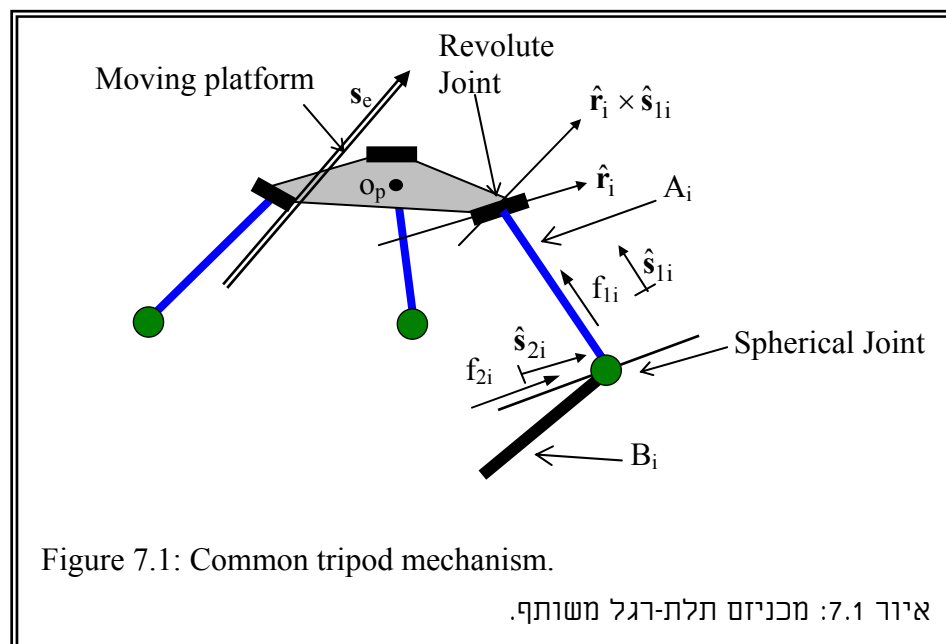 Revolute
Joint
Moving platform
s_e
r̂_i × ŝ_1i
o_p
r̂_i
A_i
ŝ_1i
f_1i
ŝ_2i
f_2i
Spherical Joint
B_i
Figure 7.1: Common tripod mechanism.
איור 7.1: מכניזם תלת-רגל משותף.